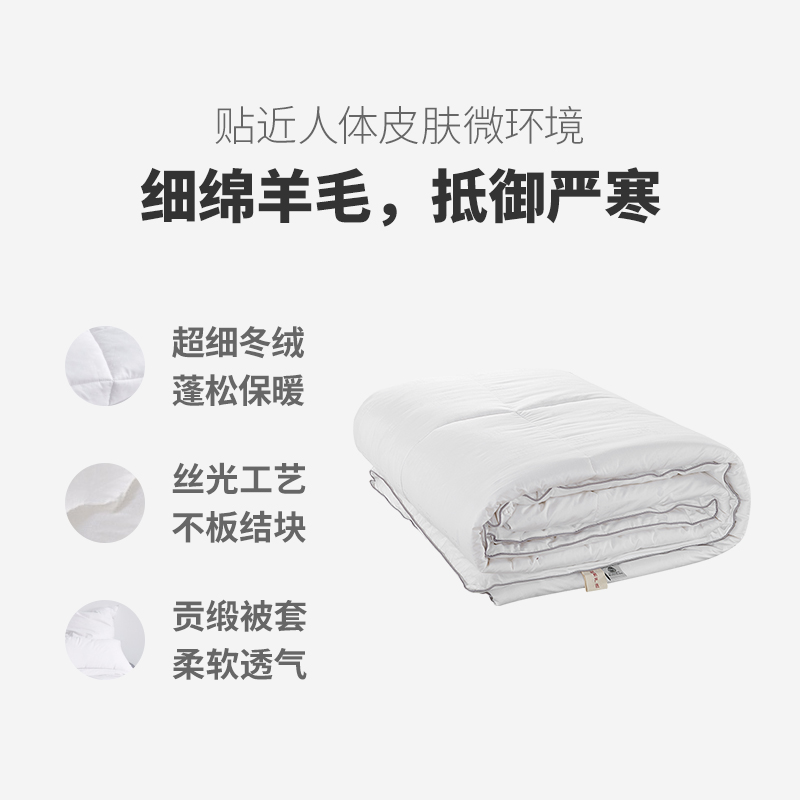 贴近人体皮肤微环境
细绵羊毛，抵御严寒
超细冬绒
蓬松保暖
丝光工艺
不板结块
贡缎被套
柔软透气